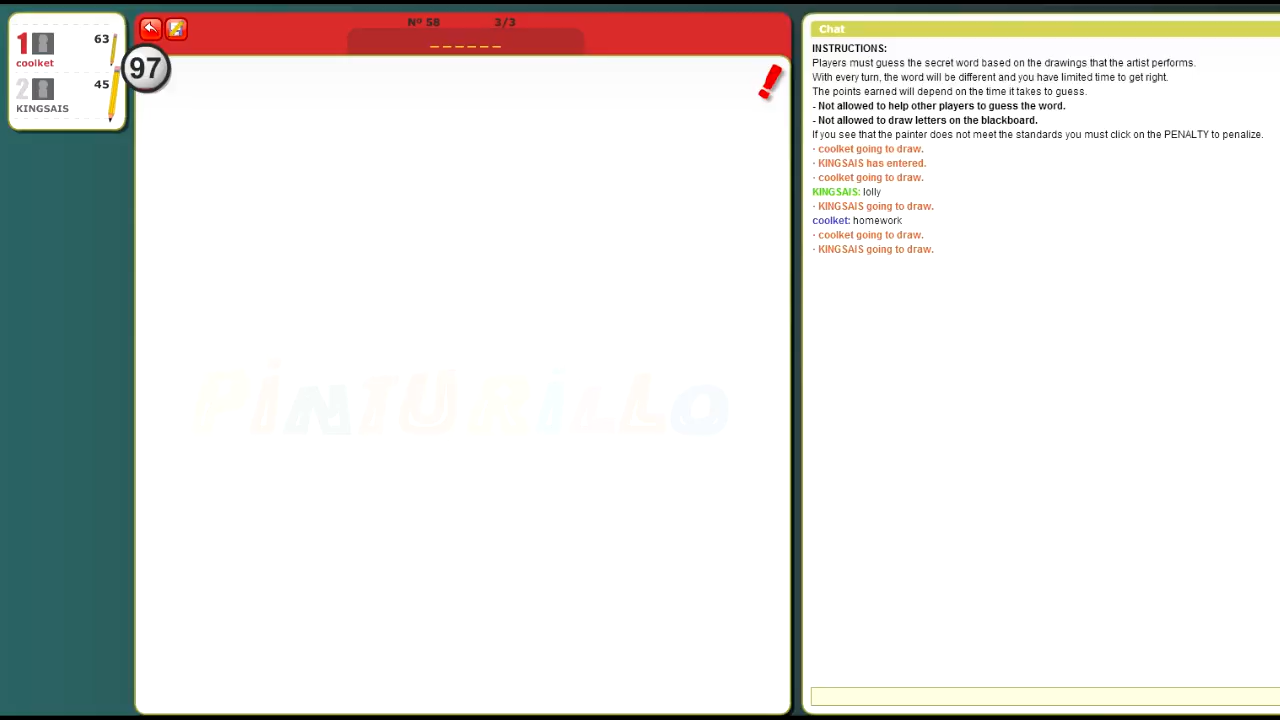 1
coolket
63
2
KINGSAIS
45
97
Nº 58
3/3
_ _ _ _ _ _
PINTURILLO
Chat
INSTRUCTIONS:
Players must guess the secret word based on the drawings that the artist performs.
With every turn, the word will be different and you have limited time to get right.
The points earned will depend on the time it takes to guess.
- Not allowed to help other players to guess the word.
- Not allowed to draw letters on the blackboard.
If you see that the painter does not meet the standards you must click on the PENALTY to penalize.
· coolket going to draw.
· KINGSAIS has entered.
· coolket going to draw.
KINGSAIS: lolly
· KINGSAIS going to draw.
coolket: homework
· coolket going to draw.
· KINGSAIS going to draw.